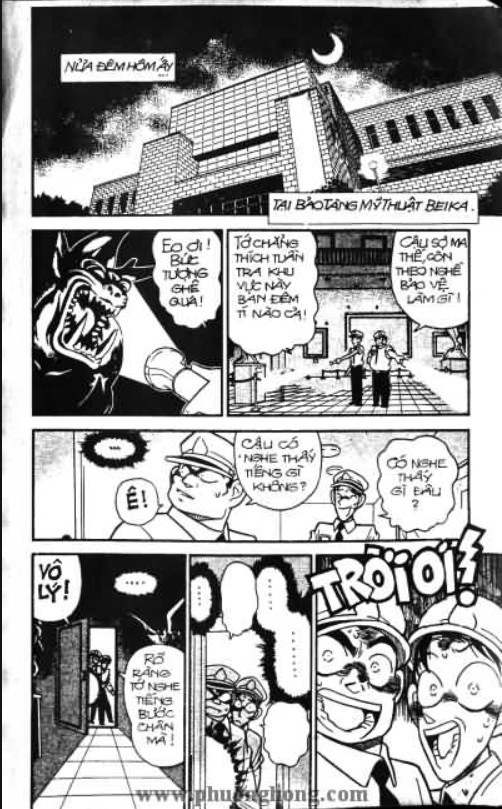 NỬA ĐÊM HÔM ẤY
...
TẠI BẢO TÀNG MỸ THUẬT BEIKA.
EO ƠI!
BỨC
TƯỢNG
GHÊ
QUÁ!
TỚ CHẲNG
THÍCH TUẦN
TRA KHU
VỰC NÀY
BAN ĐÊM
TÍ NÀO CẢ!
CẬU SỢ MA
THẾ, CÒN
THEO NGHỀ
BẢO VỆ
LÀM GÌ!
...
Ê!
CẬU CÓ
NGHE THẤY
TIẾNG GÌ
KHÔNG?
CÓ NGHE
THẤY
GÌ ĐÂU
?
VÔ
LÝ!
....
RÕ
RÀNG
TỚ NGHE
TIẾNG
BƯỚC
CHÂN
MÀ!
TRỜI ƠI!!
www.phuonghong.com